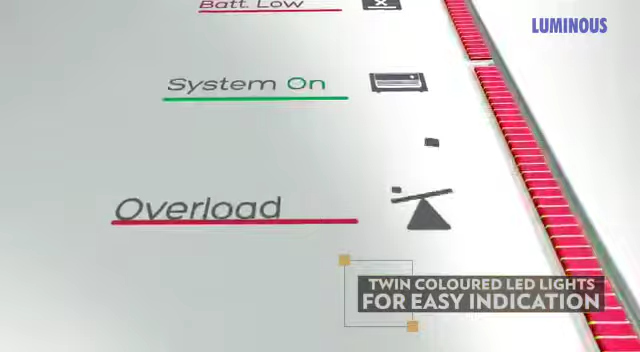 Batt. Low
LUMINOUS
System On
Overload
TWIN COLOURED LED LIGHTS
FOR EASY INDICATION